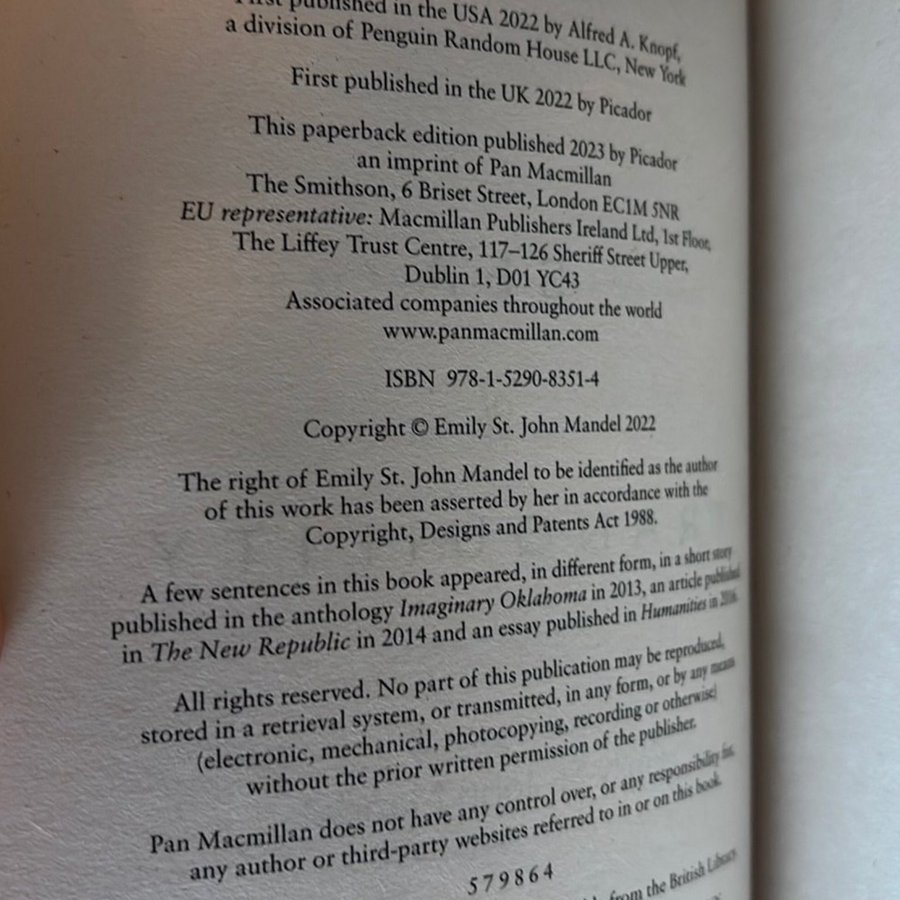 First published in the USA 2022 by Alfred A. Knopf,
a division of Penguin Random House LLC, New York
First published in the UK 2022 by Picador
This paperback edition published 2023 by Picador
an imprint of Pan Macmillan
The Smithson, 6 Briset Street, London EC1M 5NR
EU representative: Macmillan Publishers Ireland Ltd, 1st Floor,
The Liffey Trust Centre, 117–126 Sheriff Street Upper,
Dublin 1, D01 YC43
Associated companies throughout the world
www.panmacmillan.com
ISBN 978-1-5290-8351-4
Copyright © Emily St. John Mandel 2022
The right of Emily St. John Mandel to be identified as the author
of this work has been asserted by her in accordance with the
Copyright, Designs and Patents Act 1988.
A few sentences in this book appeared, in different form, in a short story
published in the anthology Imaginary Oklahoma in 2013, an article published
in The New Republic in 2014 and an essay published in Humanities in 2016.
All rights reserved. No part of this publication may be reproduced,
stored in a retrieval system, or transmitted, in any form, or by any means
(electronic, mechanical, photocopying, recording or otherwise)
without the prior written permission of the publisher.
Pan Macmillan does not have any control over, or any responsibility for,
any author or third-party websites referred to in or on this book.
5 7 9 8 6 4
from the British Library